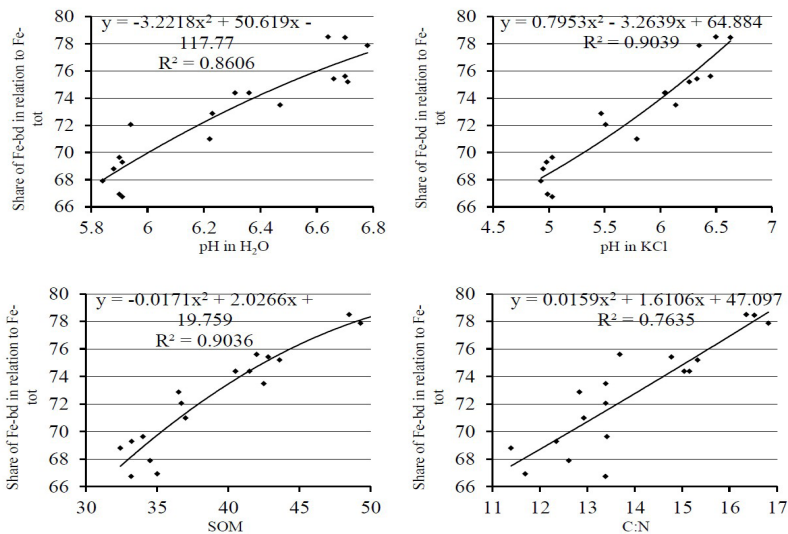 Share of Fe-bd in relation to Fe-
tot
y = -3.2218x² + 50.619x -
117.77
R² = 0.8606
80
78
76
74
72
70
68
66
5.8 6 6.2 6.4 6.6 6.8
pH in H₂O
Share of Fe-bd in relation to Fe-
tot
y = 0.7953x² - 3.2639x + 64.884
R² = 0.9039
80
78
76
74
72
70
68
66
4.5 5 5.5 6 6.5 7
pH in KCl
Share of Fe-bd in relation to Fe-
tot
y = -0.0171x² + 2.0266x +
19.759
R² = 0.9036
80
78
76
74
72
70
68
66
30 35 40 45 50
SOM
Share of Fe-bd in relation to Fe-
tot
y = 0.0159x² + 1.6106x + 47.097
R² = 0.7635
80
78
76
74
72
70
68
66
11 12 13 14 15 16 17
C:N